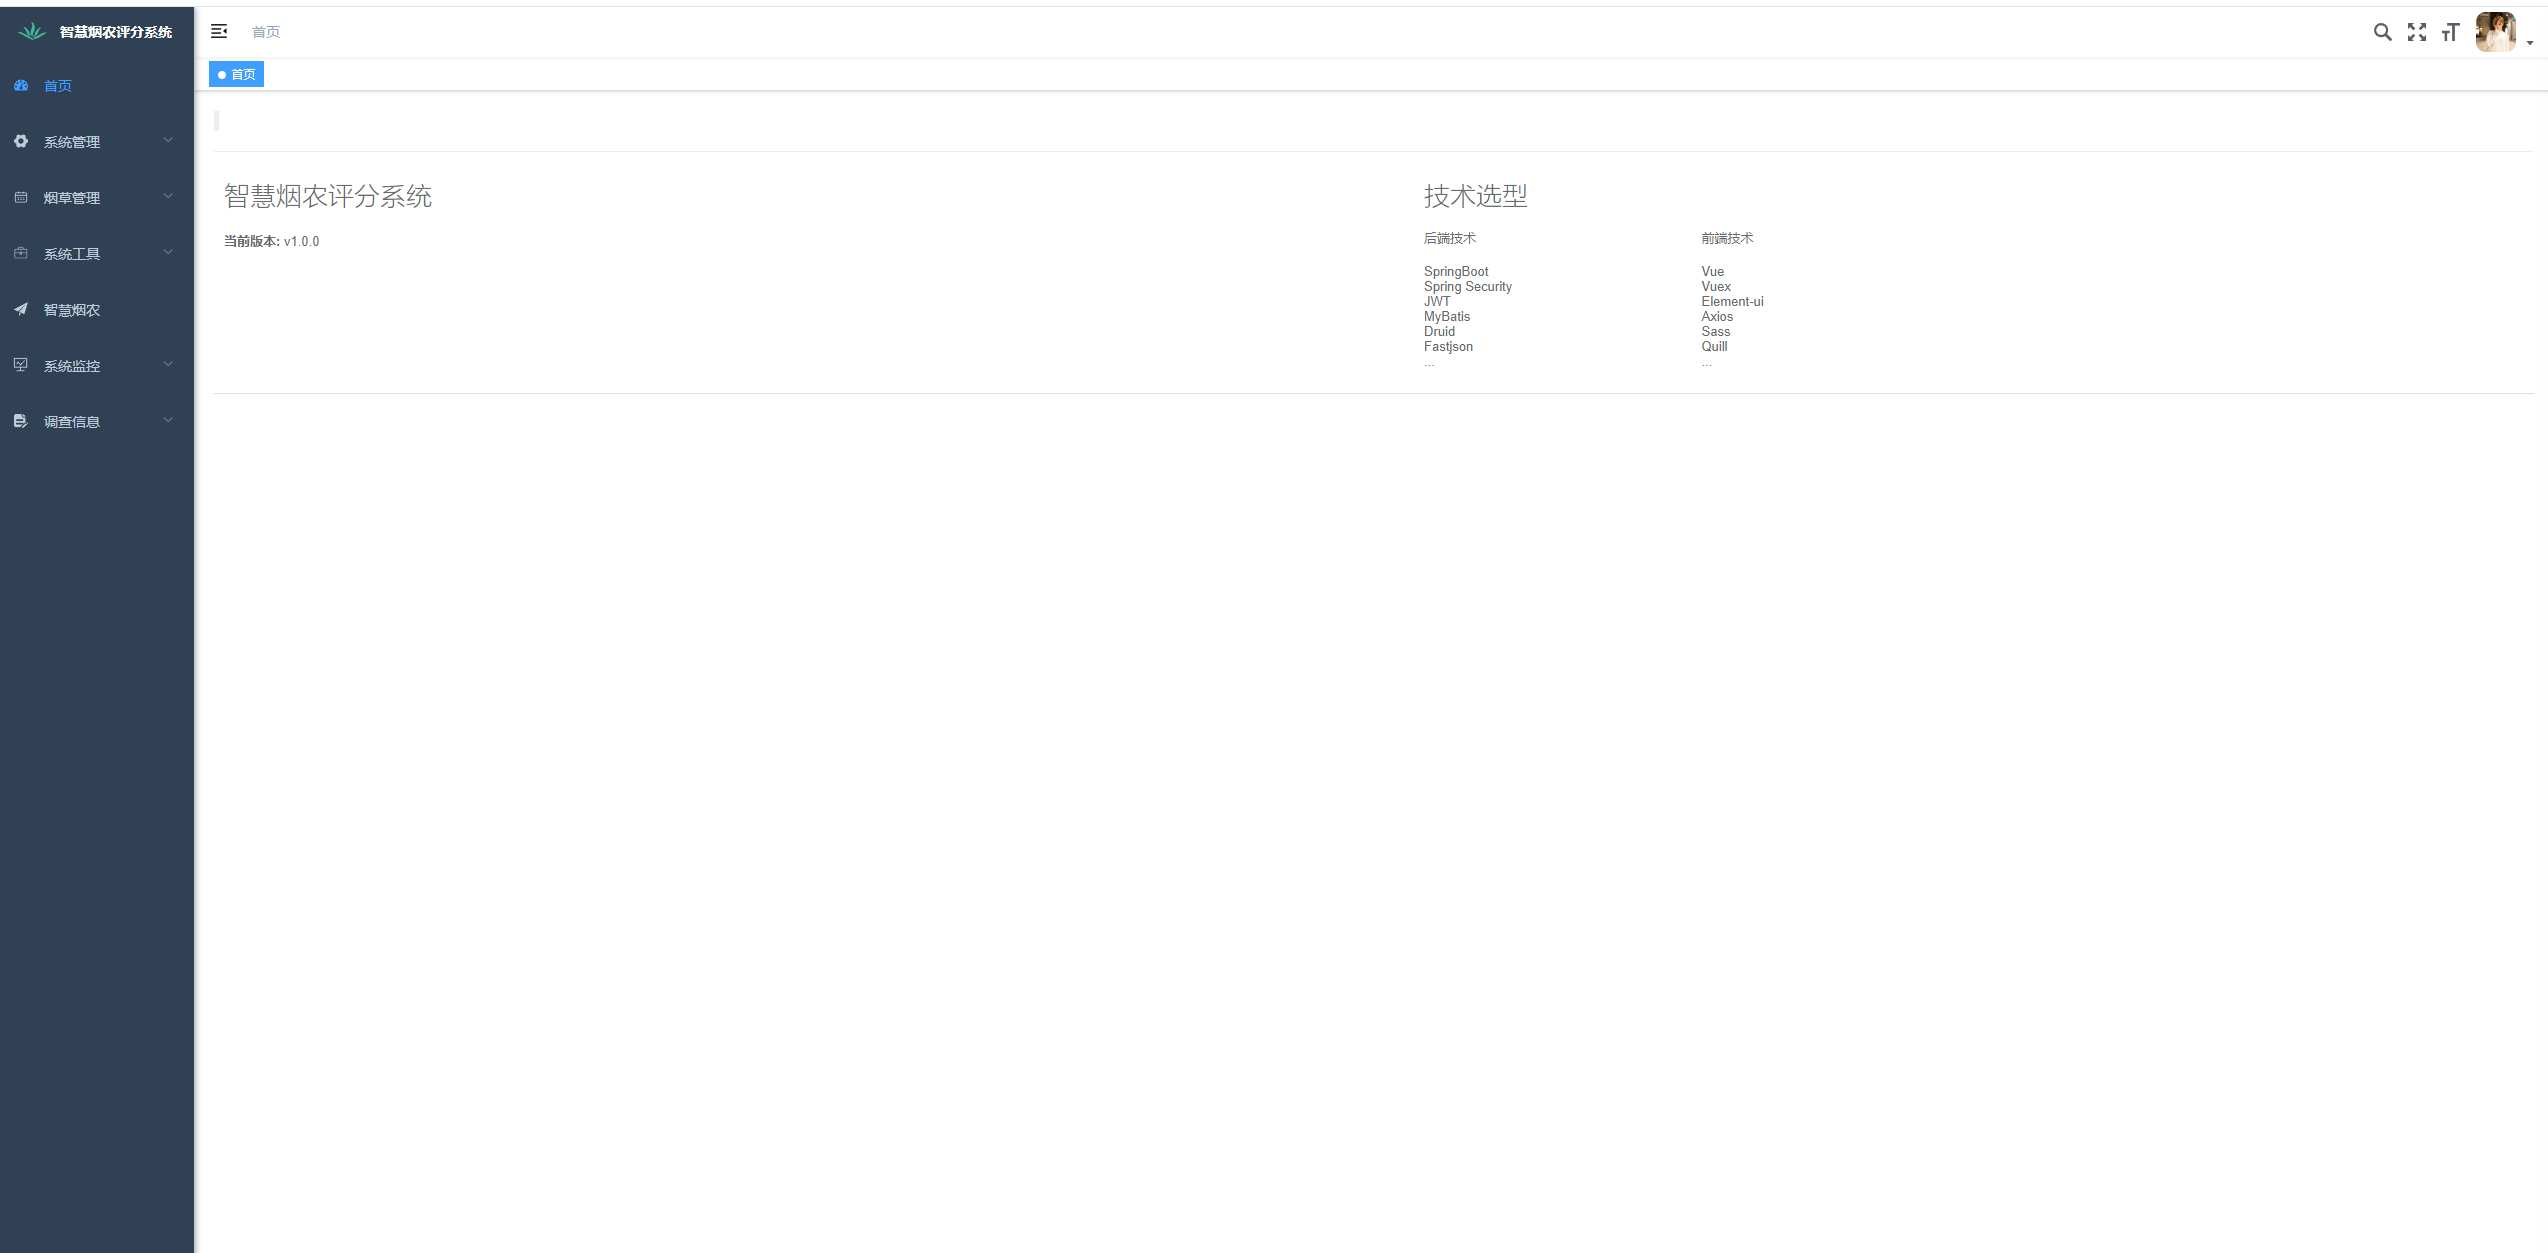 智慧烟农评分系统
首页
系统管理
烟草管理
系统工具
智慧烟农
系统监控
调查信息
首页
首页
智慧烟农评分系统
当前版本: v1.0.0
技术选型
后端技术
SpringBoot
Spring Security
JWT
MyBatis
Druid
Fastjson
...
前端技术
Vue
Vuex
Element-ui
Axios
Sass
Quill
...